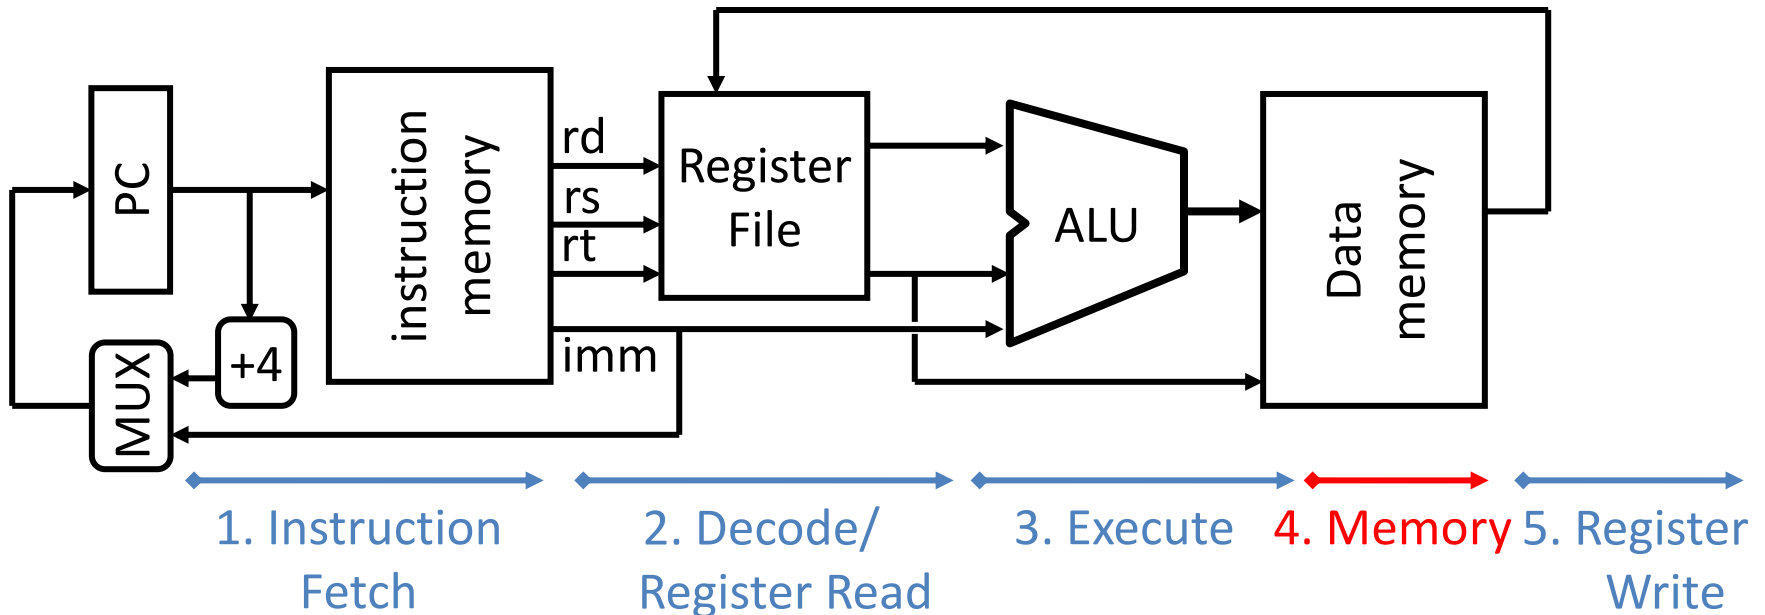 PC
+4
MUX
instruction
memory
rd
rs
rt
imm
Register
File
ALU
Data
memory
1. Instruction
Fetch
2. Decode/
Register Read
3. Execute
4. Memory
5. Register
Write